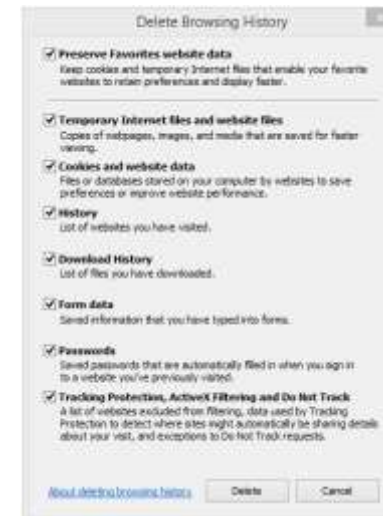 Delete Browsing History
Preserve Favorites website data
Keep cookies and temporary Internet files that enable your favorite
websites to retain preferences and display faster.
Temporary Internet files and website files
Copies of webpages, images, and media that are saved for faster
viewing.
Cookies and website data
Files or databases stored on your computer by websites to save
preferences or improve website performance.
History
List of websites you have visited.
Download History
List of files you have downloaded.
Form data
Saved information that you have typed into forms.
Passwords
Saved passwords that are automatically filled in when you sign in
to a website you've previously visited.
Tracking Protection, ActiveX Filtering and Do Not Track
A list of websites excluded from filtering, data used by Tracking
Protection to detect where sites might automatically be sharing details
about your visit, and exceptions to Do Not Track requests.
About deleting browsing history
Delete
Cancel